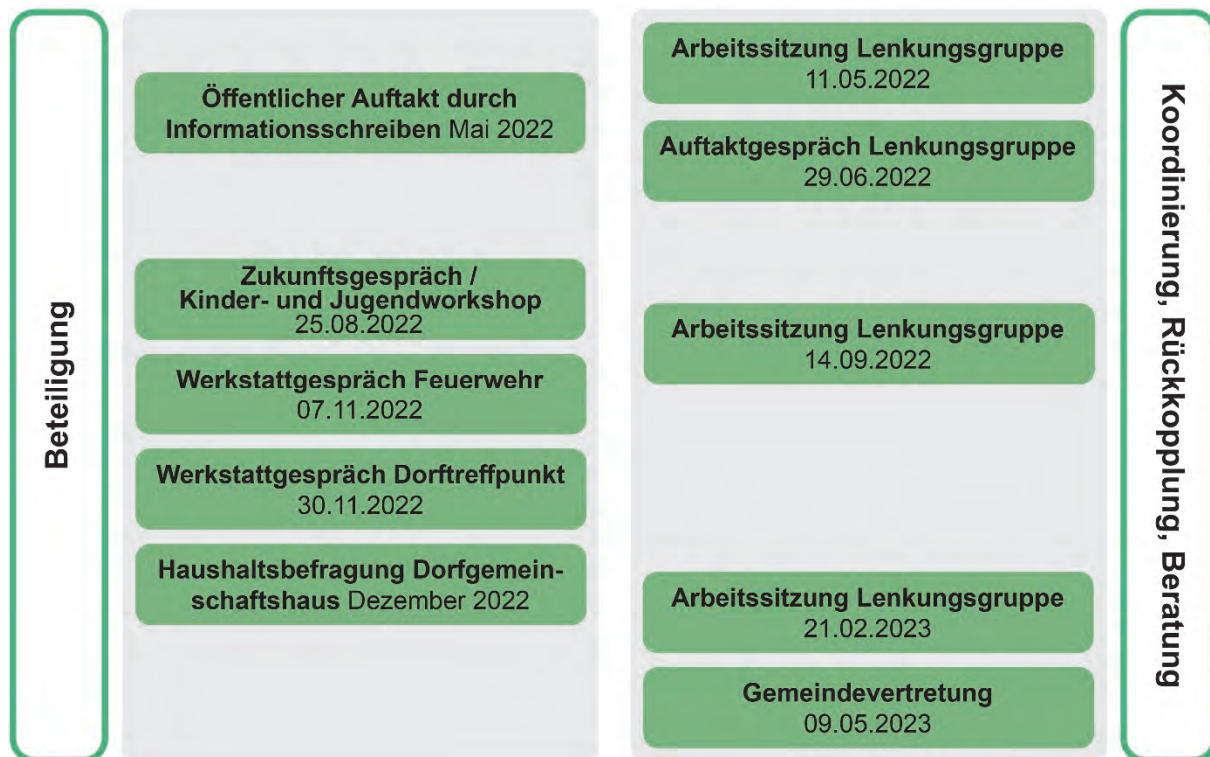 Beteiligung
Öffentlicher Auftakt durch
Informationsschreiben Mai 2022
Zukunftsgespräch /
Kinder- und Jugendworkshop
25.08.2022
Werkstattgespräch Feuerwehr
07.11.2022
Werkstattgespräch Dorftreffpunkt
30.11.2022
Haushaltsbefragung Dorfgemein-
schaftshaus Dezember 2022
Arbeitssitzung Lenkungsgruppe
11.05.2022
Auftaktgespräch Lenkungsgruppe
29.06.2022
Arbeitssitzung Lenkungsgruppe
14.09.2022
Arbeitssitzung Lenkungsgruppe
21.02.2023
Gemeindevertretung
09.05.2023
Koordinierung, Rückkopplung, Beratung